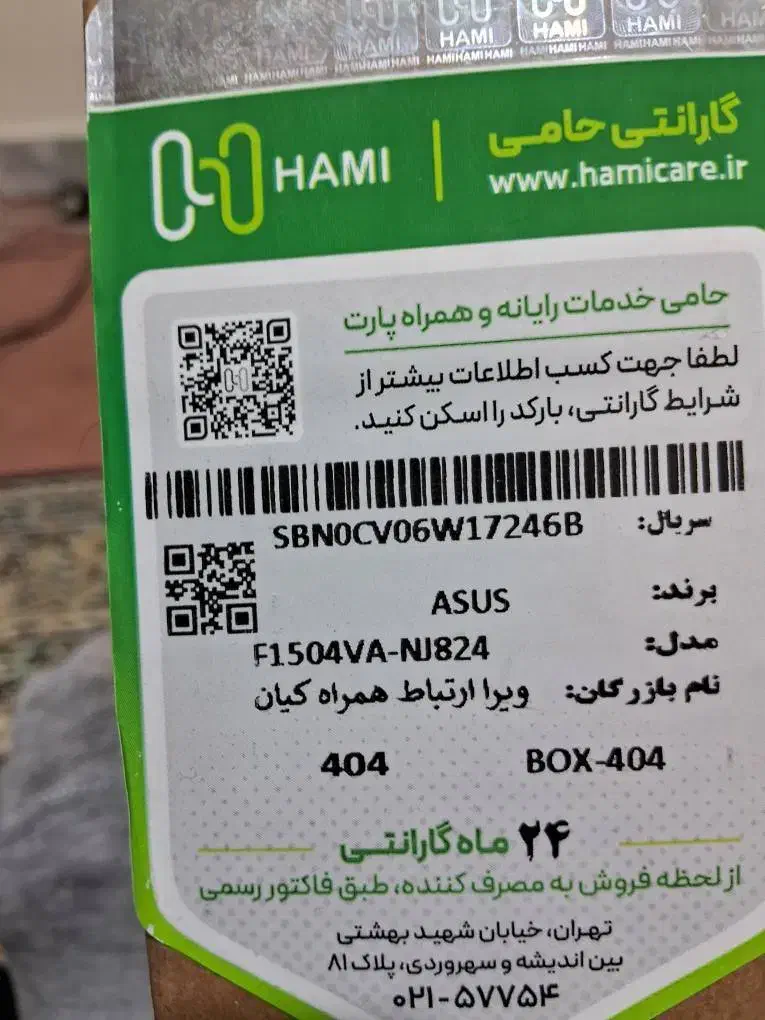 HAMI HAMI HAMI HAMI
HAMIHAMIHAMI HAMIHAMIHAMI
HAMI
گارانتی حامی
www.hamicare.ir
حامی خدمات رایانه و همراه پارت
لطفا جهت کسب اطلاعات بیشتر از
شرایط گارانتی، بارکد را اسکن کنید.
سریال: SBN0CV06W17246B
برند: ASUS
مدل: F1504VA-NJ824
نام بازرگان: ویرا ارتباط همراه کیان
BOX-404 404
۲۴ ماه گارانتی
از لحظه فروش به مصرف کننده، طبق فاکتور رسمی
تهران، خیابان شهید بهشتی
بین اندیشه و سهروردی، پلاک ۸۱
۰۲۱-۵۷۷۵۴